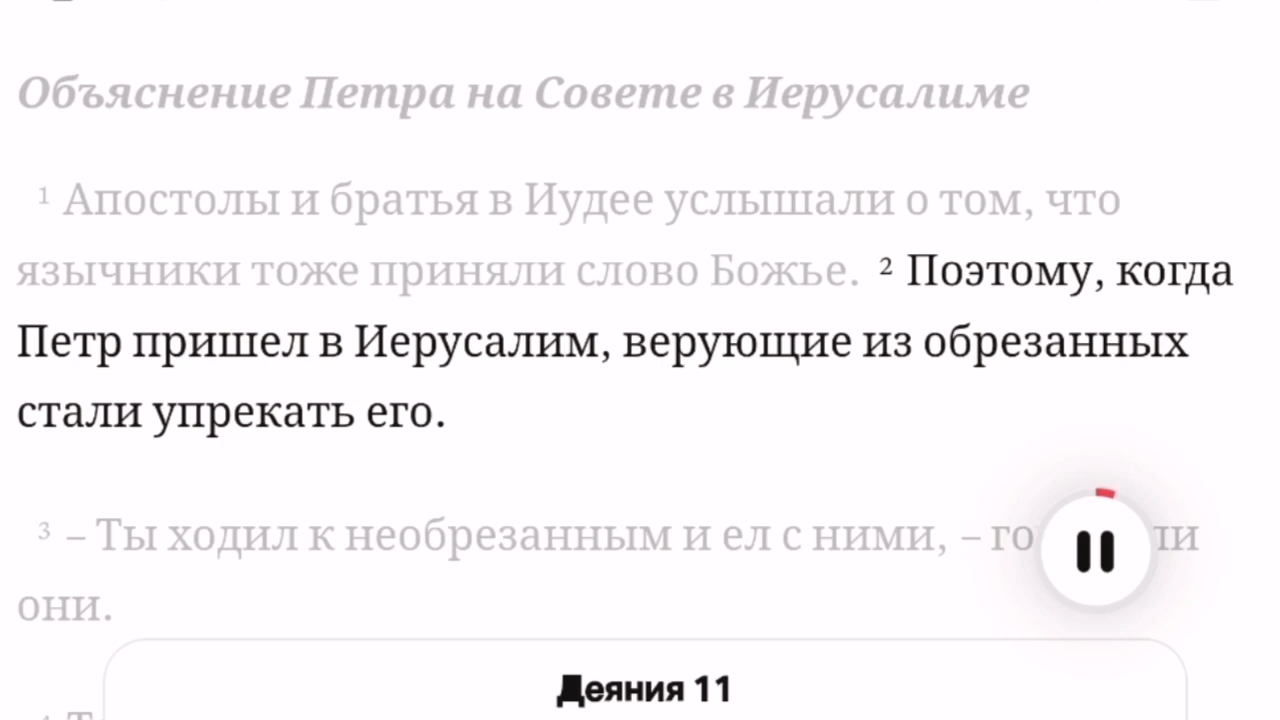 Объяснение Петра на Совете в Иерусалиме
1 Апостолы и братья в Иудее услышали о том, что
язычники тоже приняли слово Божье. 2 Поэтому, когда
Петр пришел в Иерусалим, верующие из обрезанных
стали упрекать его.
3 – Ты ходил к необрезанным и ел с ними, –
они.
Деяния 11